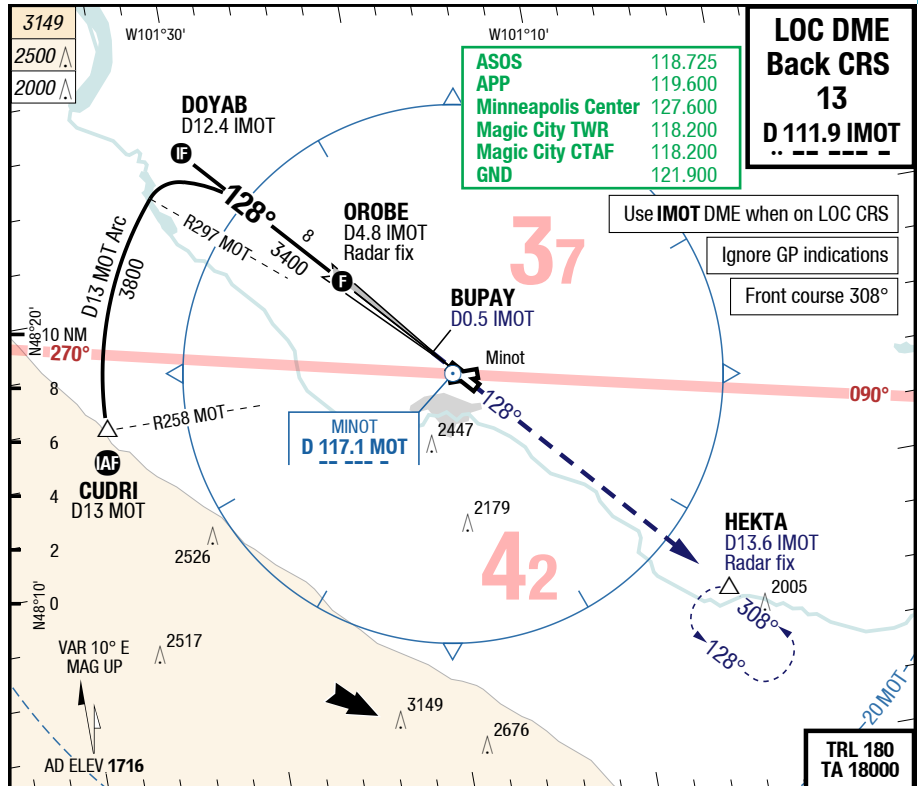 3149
2500
2000
W101°30'
W101°10'
LOC DME
Back CRS
13
D 111.9 IMOT
ASOS 118.725
APP 119.600
Minneapolis Center 127.600
Magic City TWR 118.200
Magic City CTAF 118.200
GND 121.900
DOYAB
D12.4 IMOT
IF
128°
8
3400
R297 MOT
OROBE
D4.8 IMOT
Radar fix
F
Use IMOT DME when on LOC CRS
Ignore GP indications
Front course 308°
37
D13 MOT Arc
3800
BUPAY
D0.5 IMOT
Minot
N48°20'
10 NM
270°
090°
8
6
4
2
0
N48°10'
R258 MOT
IAF
CUDRI
D13 MOT
MINOT
D 117.1 MOT
128°
2447
2179
2526
42
HEKTA
D13.6 IMOT
Radar fix
2005
308°
128°
2517
VAR 10° E
MAG UP
3149
2676
20 MOT
AD ELEV 1716
TRL 180
TA 18000